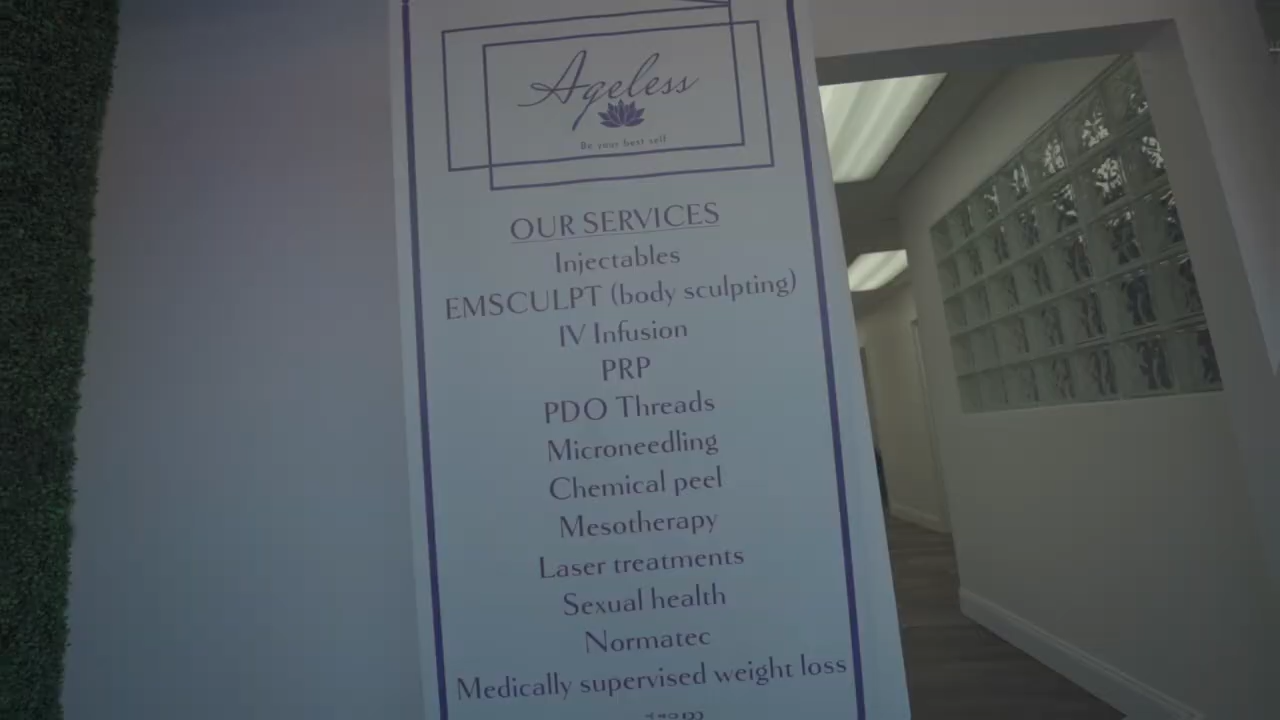 Ageless
Be your best self
OUR SERVICES
Injectables
EMSCULPT (body sculpting)
IV Infusion
PRP
PDO Threads
Microneedling
Chemical peel
Mesotherapy
Laser treatments
Sexual health
Normatec
Medically supervised weight loss